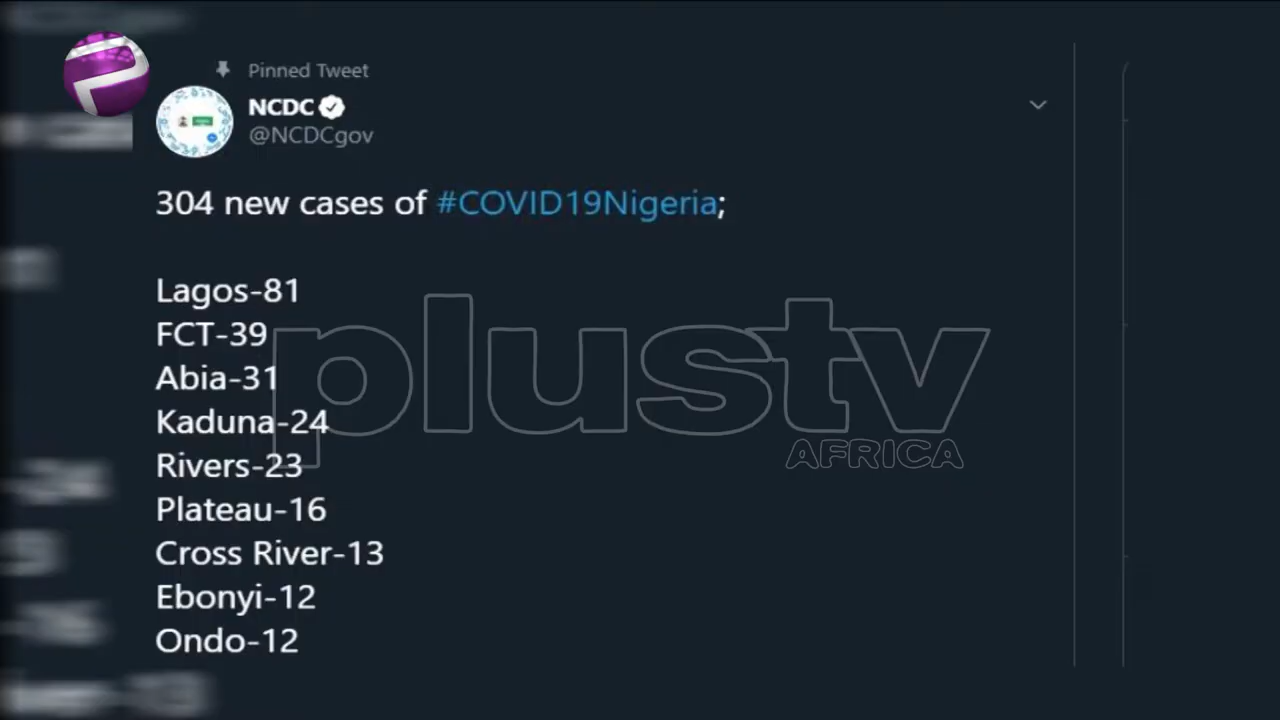 Pinned Tweet
NCDC
@NCDCgov
304 new cases of #COVID19Nigeria;
Lagos-81
FCT-39
Abia-31
Kaduna-24
Rivers-23
Plateau-16
Cross River-13
Ebonyi-12
Ondo-12
plustv
AFRICA